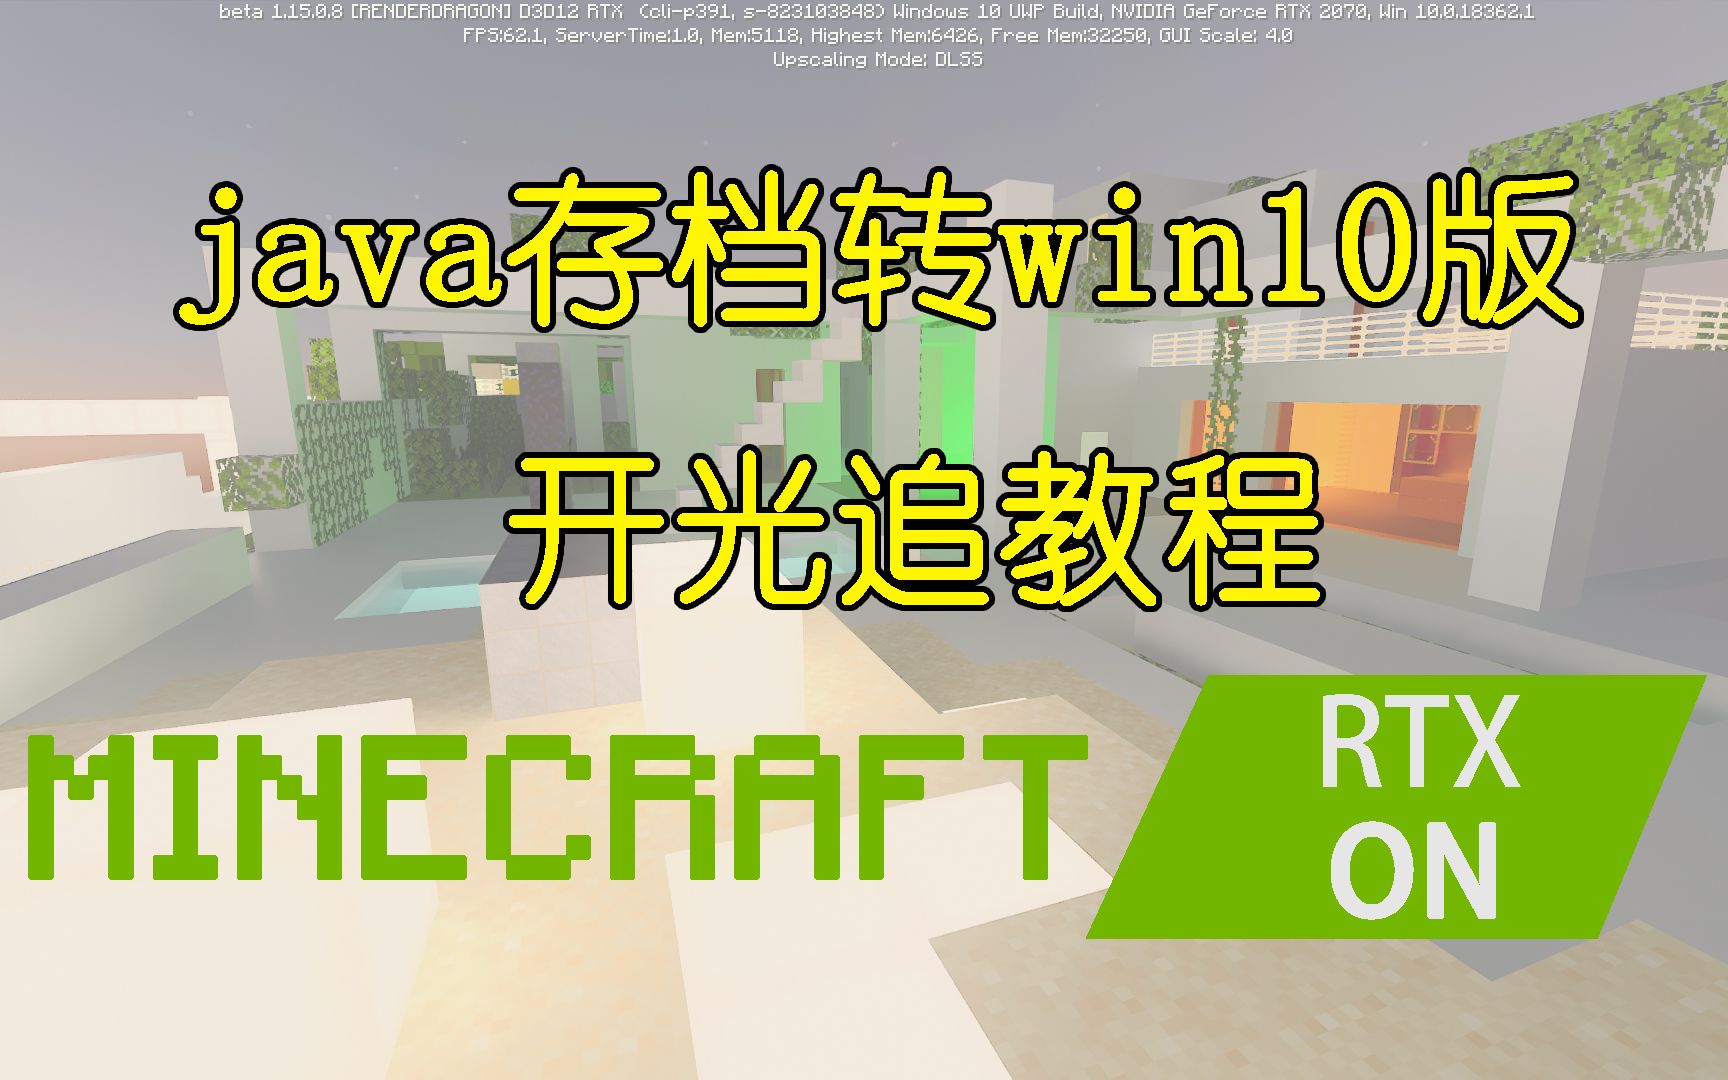 beta 1.15.0.8 [RENDERDRAGON] D3D12 RTX  (cli-p391, s-823103848) Windows 10 UWP Build, NVIDIA GeForce RTX 2070, Win 10.0.18362.1
FPS:62.1, ServerTime:1.0, Mem:5118, Highest Mem:6426, Free Mem:32250, GUI Scale: 4.0
Upscaling Mode: DLSS
java存档转win10版
开光追教程
MINECRAFT
RTX
ON